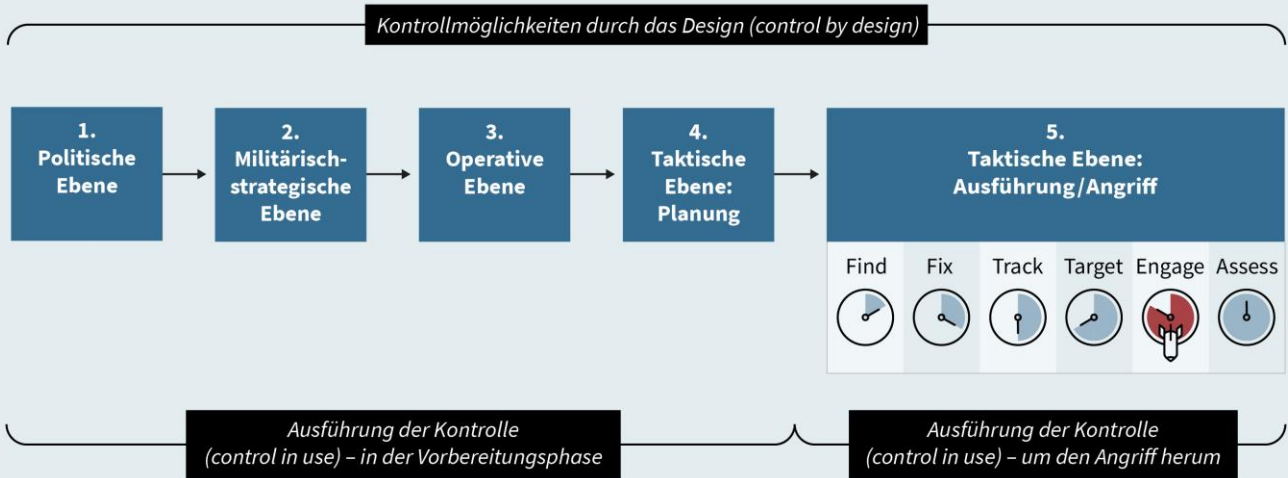 Kontrollmöglichkeiten durch das Design (control by design)
1.
Politische
Ebene
2.
Militärisch-
strategische
Ebene
3.
Operative
Ebene
4.
Taktische
Ebene:
Planung
5.
Taktische Ebene:
Ausführung/Angriff
Find Fix Track Target Engage Assess
Ausführung der Kontrolle
(control in use) – in der Vorbereitungsphase
Ausführung der Kontrolle
(control in use) – um den Angriff herum